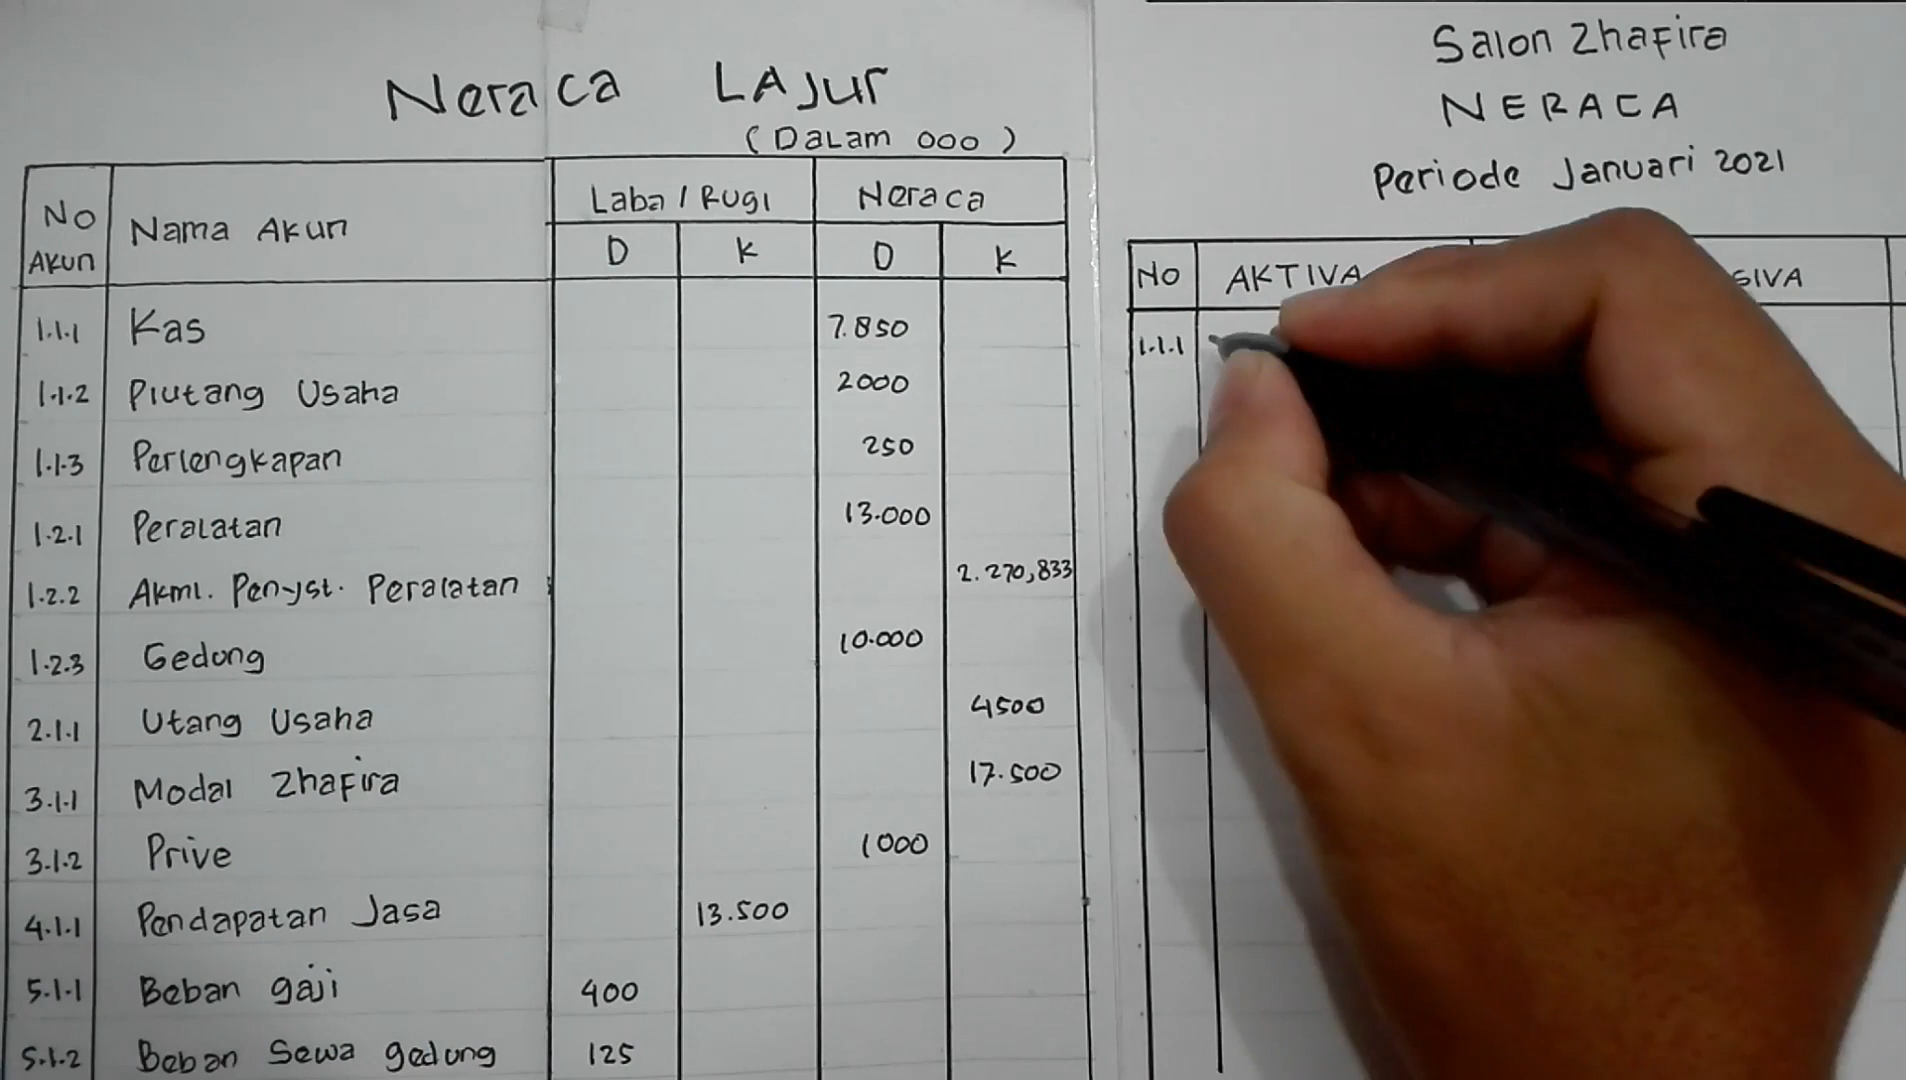 Neraca LAJur
(DaLam 000)
No Akun Nama Akun Laba / Rugi Neraca
D K D K
1.1.1 Kas 7.850
1.1.2 Piutang Usaha 2000
1.1.3 Perlengkapan 250
1.2.1 Peralatan 13.000
1.2.2 Akml. Penyst. Peralatan 2.270,833
1.2.3 Gedong 10.000
2.1.1 Utang Usaha 4500
3.1.1 Modal Zhafira 17.500
3.1.2 Prive 1000
4.1.1 Pendapatan Jasa 13.500
5.1.1 Beban gaji 400
5.1.2 Beban Sewa gedung 125
Salon Zhafira
NERACA
Periode Januari 2021
No AKTIVA SIVA
1.1.1